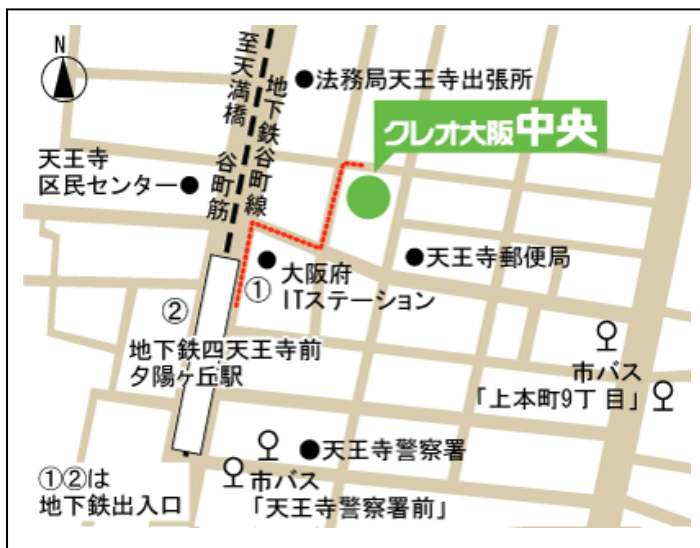 N
至天満橋
地下鉄谷町線
谷町筋
●法務局天王寺出張所
クレオ大阪中央
天王寺
区民センター●
●天王寺郵便局
①
大阪府
ITステーション
②
地下鉄四天王寺前
夕陽ヶ丘駅
市バス
「上本町9丁目」
●天王寺警察署
市バス
「天王寺警察署前」
①②は
地下鉄出入口